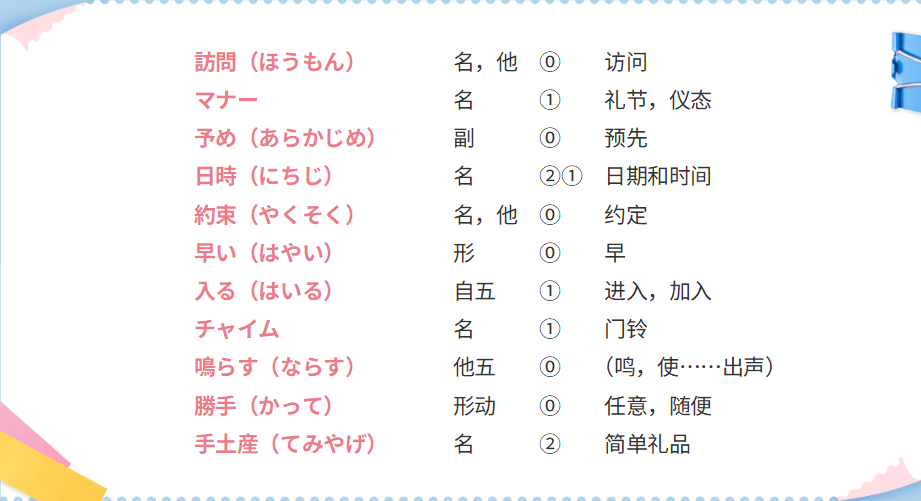 訪問（ほうもん） 名，他 ⓪ 访问
マナー 名 ① 礼节，仪态
予め（あらかじめ） 副 ⓪ 预先
日時（にちじ） 名 ②① 日期和时间
約束（やくそく） 名，他 ⓪ 约定
早い（はやい） 形 ⓪ 早
入る（はいる） 自五 ① 进入，加入
チャイム 名 ① 门铃
鳴らす（ならす） 他五 ⓪ （鸣，使……出声）
勝手（かって） 形动 ⓪ 任意，随便
手土産（てみやげ） 名 ② 简单礼品